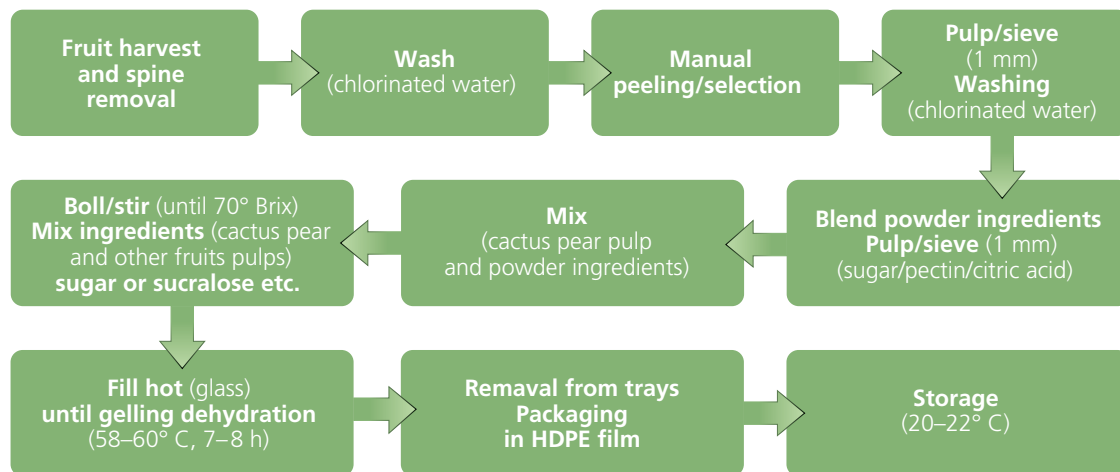 Fruit harvest
and spine
removal
Wash
(chlorinated water)
Manual
peeling/selection
Pulp/sieve
(1 mm)
Washing
(chlorinated water)
Blend powder ingredients
Pulp/sieve (1 mm)
(sugar/pectin/citric acid)
Mix
(cactus pear pulp
and powder ingredients)
Boll/stir (until 70° Brix)
Mix ingredients (cactus pear
and other fruits pulps)
sugar or sucralose etc.
Fill hot (glass)
until gelling dehydration
(58–60° C, 7–8 h)
Remaval from trays
Packaging
in HDPE film
Storage
(20–22° C)